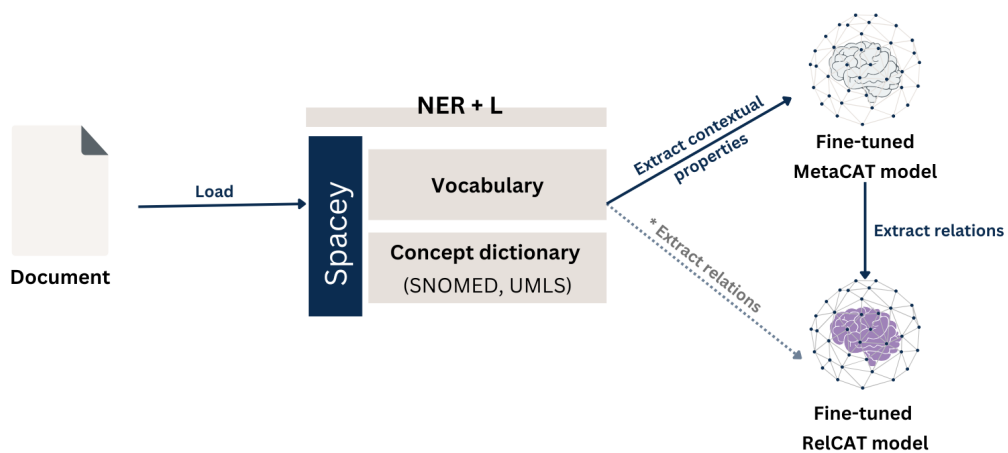 NER + L
Document
Load
Spacey
Vocabulary
Concept dictionary
(SNOMED, UMLS)
Extract contextual
properties
* Extract relations
Fine-tuned
MetaCAT model
Extract relations
Fine-tuned
RelCAT model